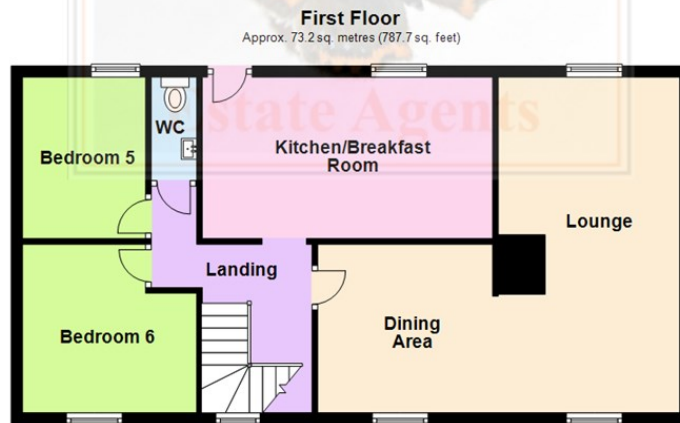 First Floor
Approx. 73.2 sq. metres (787.7 sq. feet)
Estate Agents
WC
Bedroom 5
Kitchen/Breakfast
Room
Lounge
Landing
Dining
Area
Bedroom 6